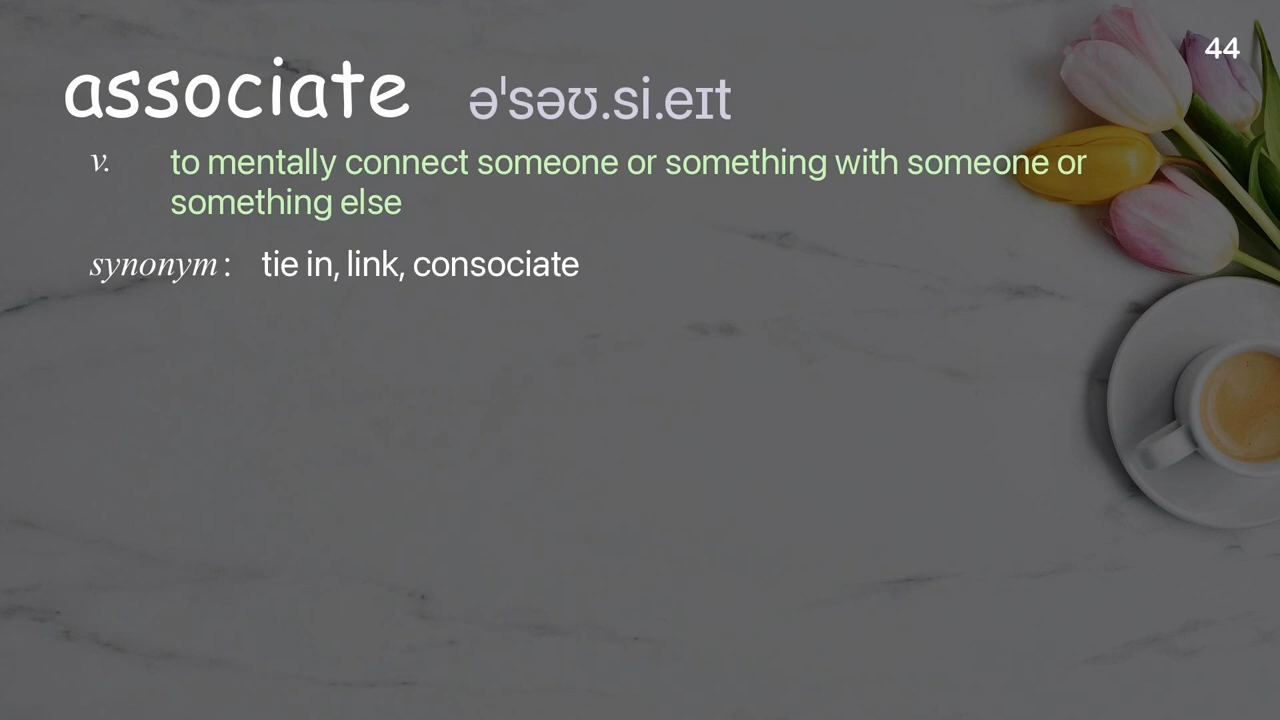 44
associate əˈsəʊ.si.eɪt
v. to mentally connect someone or something with someone or
something else
synonym : tie in, link, consociate